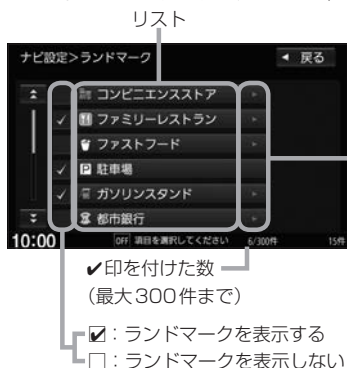 リスト
ナビ設定>ランドマーク
◀ 戻る
コンビニエンスストア
✓ ファミリーレストラン
ファストフード
✓ P 駐車場
✓ ガソリンスタンド
都市銀行
10:00 OFF 項目を選択してください 6/300件 15件
✔印を付けた数
(最大300件まで)
☑:ランドマークを表示する
□:ランドマークを表示しない